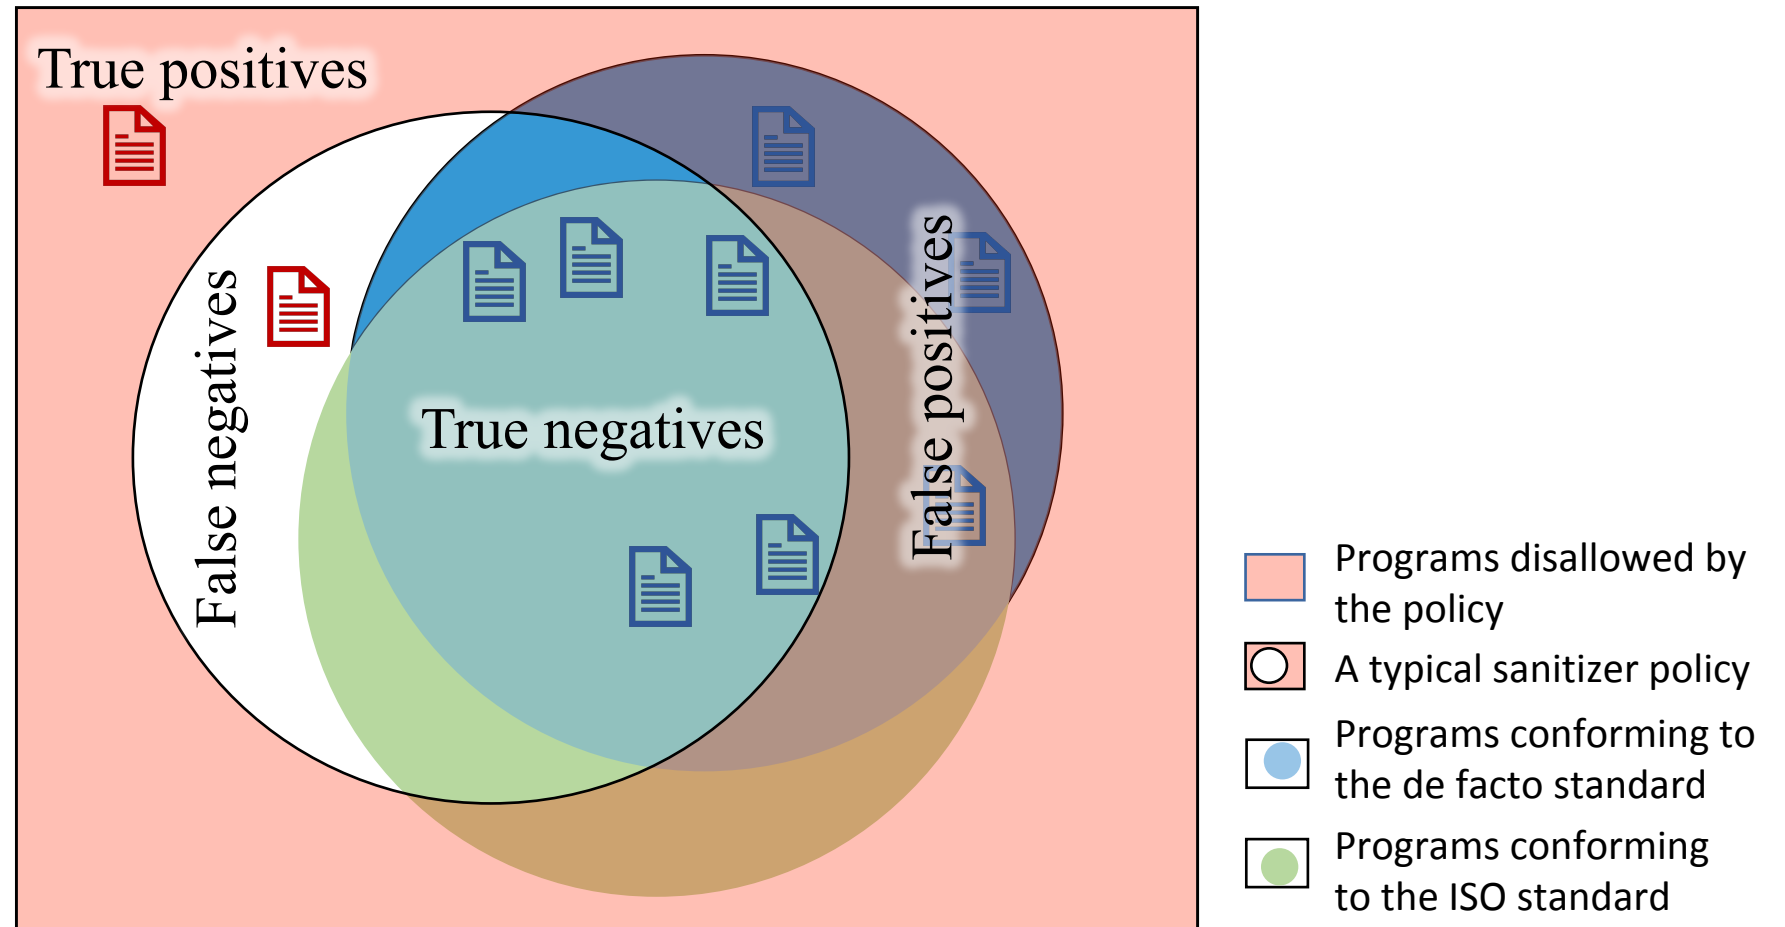 True positives
False negatives
True negatives
False positives
Programs disallowed by
the policy
A typical sanitizer policy
Programs conforming to
the de facto standard
Programs conforming
to the ISO standard